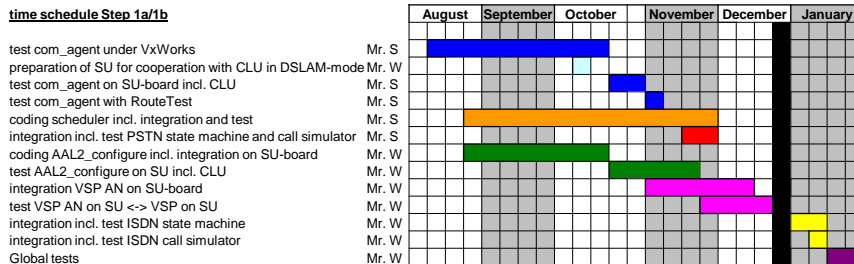 time schedule Step 1a/1b August September October November December January
test com_agent under VxWorks Mr. S
preparation of SU for cooperation with CLU in DSLAM-mode Mr. W
test com_agent on SU-board incl. CLU Mr. S
test com_agent with RouteTest Mr. S
coding scheduler incl. integration and test Mr. S
integration incl. test PSTN state machine and call simulator Mr. S
coding AAL2_configure incl. integration on SU-board Mr. W
test AAL2_configure on SU incl. CLU Mr. W
integration VSP AN on SU-board Mr. W
test VSP AN on SU <-> VSP on SU Mr. W
integration incl. test ISDN state machine Mr. W
integration incl. test ISDN call simulator Mr. W
Global tests Mr. W